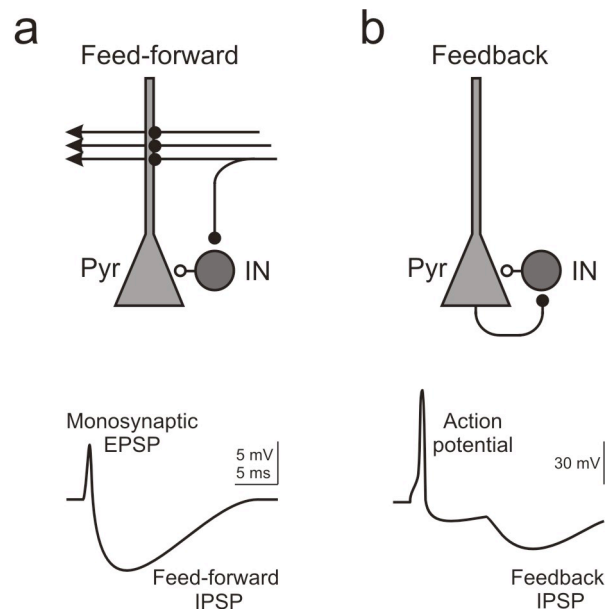 a
Feed-forward
Pyr
IN
Monosynaptic
EPSP
5 mV
5 ms
Feed-forward
IPSP
b
Feedback
Pyr
IN
Action
potential
30 mV
Feedback
IPSP